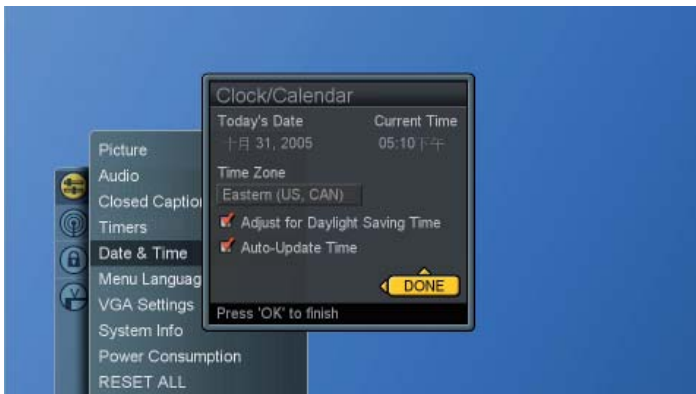 Clock/Calendar
Today's Date Current Time
十月 31, 2005 05:10下午
Time Zone
Eastern (US, CAN)
Adjust for Daylight Saving Time
Auto-Update Time
DONE
Press 'OK' to finish
Picture
Audio
Closed Captio
Timers
Date & Time
Menu Languag
VGA Settings
System Info
Power Consumption
RESET ALL